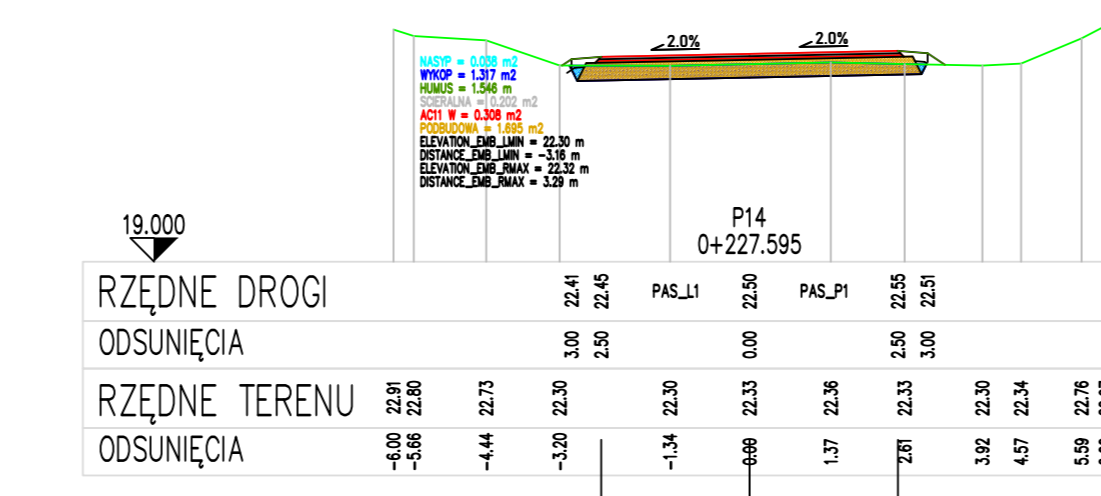 2.0% 2.0%
NASYP = 0.038 m2
WYKOP = 1.317 m2
HUMUS = 1.546 m
SCIERALNA = 0.202 m2
AC11 W = 0.308 m2
PODBUDOWA = 1.695 m2
ELEVATION_EMB_LMIN = 22.30 m
DISTANCE_EMB_LMIN = -3.16 m
ELEVATION_EMB_RMAX = 22.32 m
DISTANCE_EMB_RMAX = 3.29 m
19.000
P14
0+227.595
RZĘDNE DROGI 22.41 22.45 PAS_L1 22.50 PAS_P1 22.55 22.51
ODSUNIĘCIA 3.00 2.50 0.00 2.50 3.00
RZĘDNE TERENU 22.91 22.80 22.73 22.30 22.30 22.33 22.36 22.33 22.30 22.34 22.76
ODSUNIĘCIA -6.00 -5.66 -4.44 -3.20 -1.34 0.00 1.37 2.61 3.92 4.57 5.59